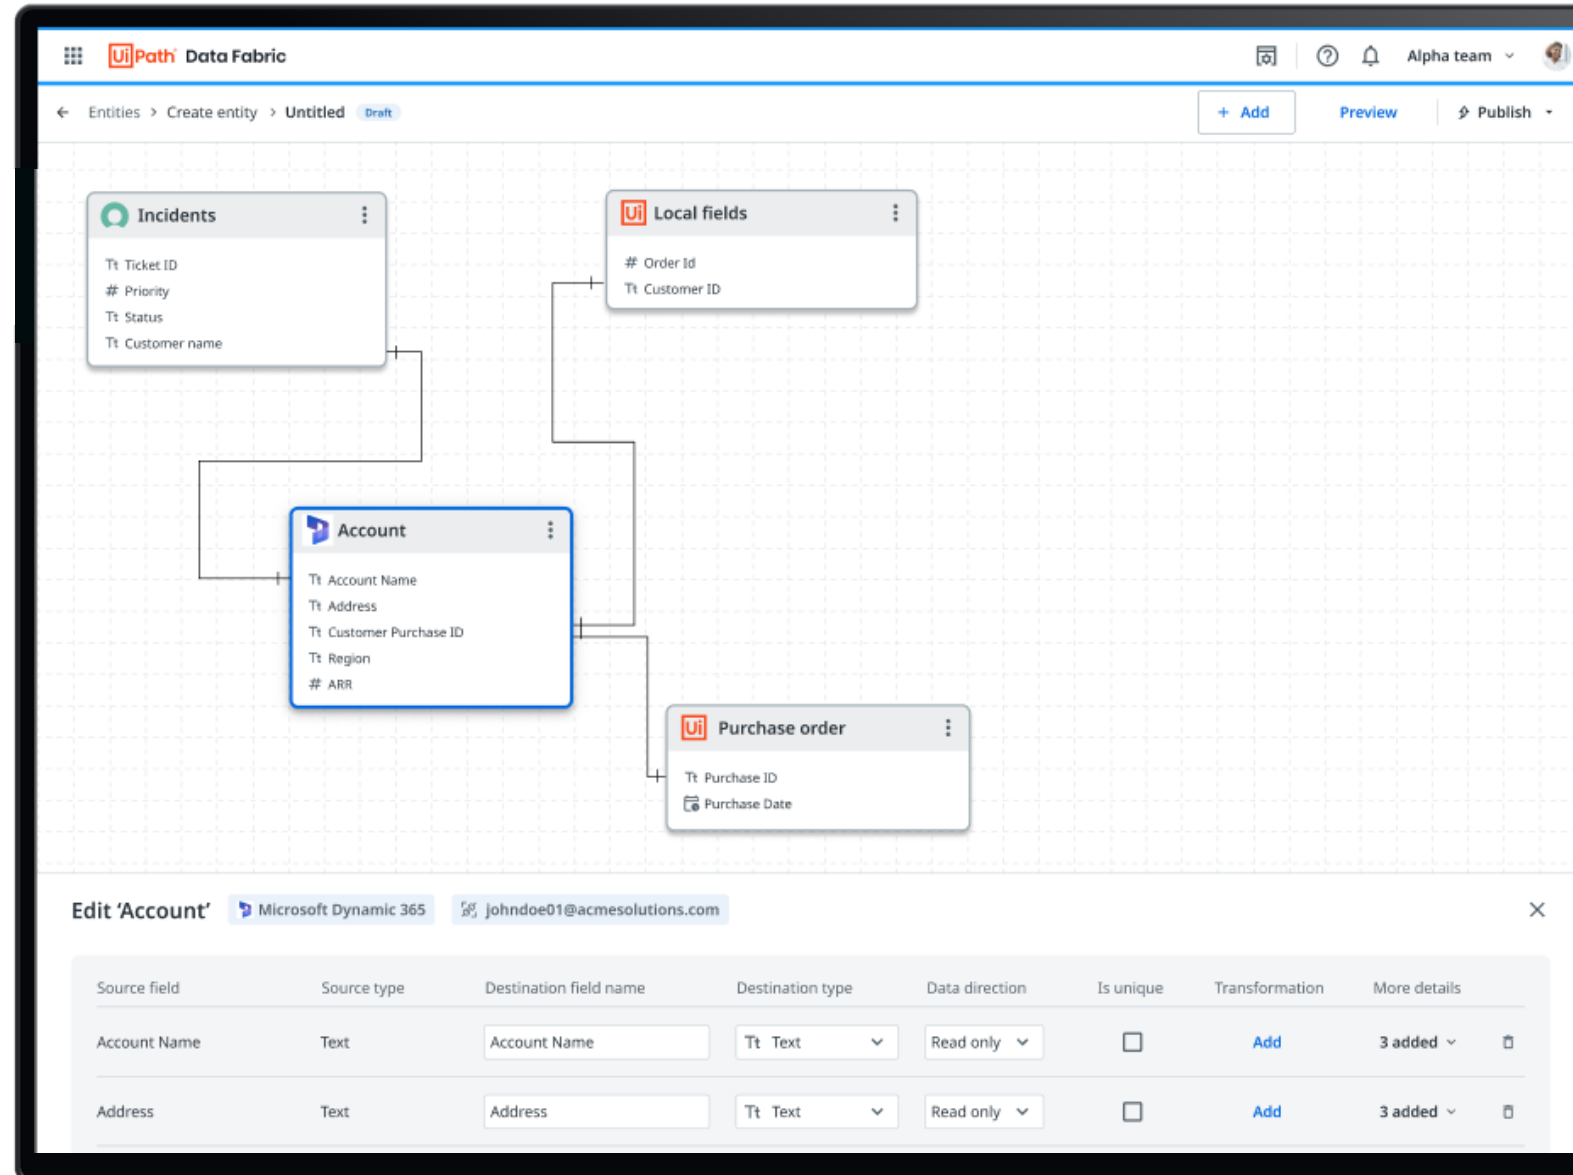 UiPath Data Fabric
Alpha team
Entities > Create entity > Untitled Draft
+ Add
Preview
Publish
Incidents
Tt Ticket ID
# Priority
Tt Status
Tt Customer name
Ui Local fields
# Order Id
Tt Customer ID
Account
Tt Account Name
Tt Address
Tt Customer Purchase ID
Tt Region
# ARR
Ui Purchase order
Tt Purchase ID
Purchase Date
Edit ‘Account’ Microsoft Dynamic 365 johndoe01@acmesolutions.com
Source field Source type Destination field name Destination type Data direction Is unique Transformation More details
Account Name Text Account Name Tt Text Read only Add 3 added
Address Text Address Tt Text Read only Add 3 added